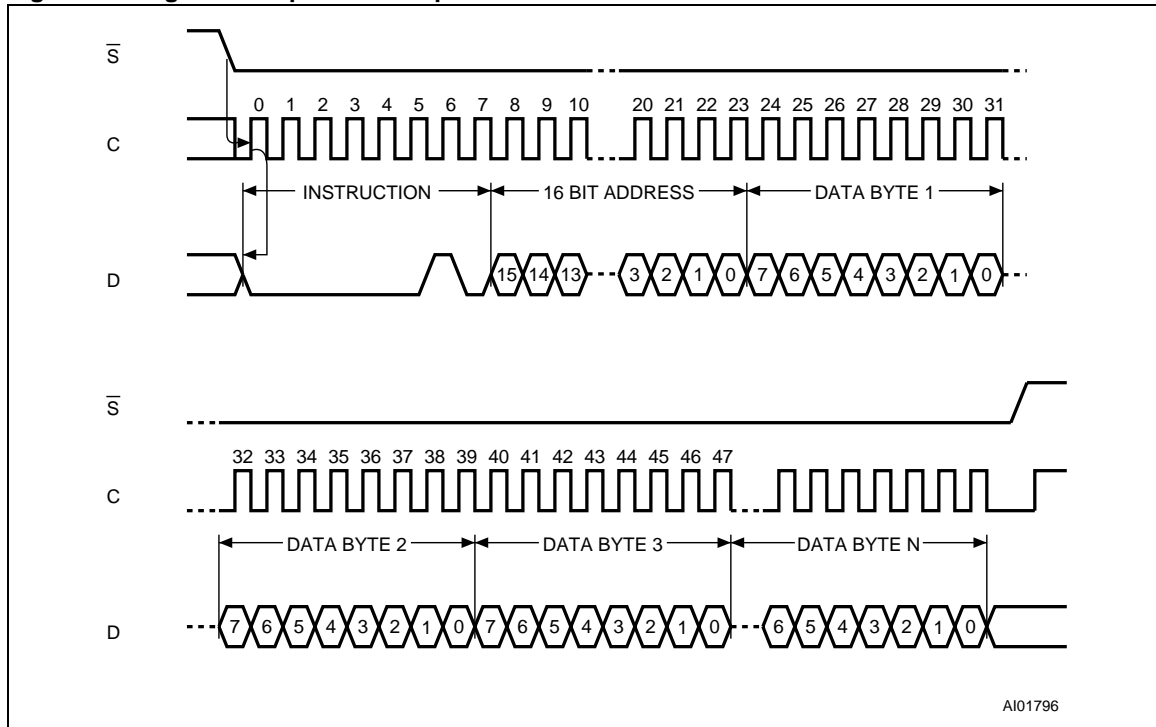 S
0 1 2 3 4 5 6 7 8 9 10 20 21 22 23 24 25 26 27 28 29 30 31
C
INSTRUCTION 16 BIT ADDRESS DATA BYTE 1
D 15 14 13 3 2 1 0 7 6 5 4 3 2 1 0
S
32 33 34 35 36 37 38 39 40 41 42 43 44 45 46 47
C
DATA BYTE 2 DATA BYTE 3 DATA BYTE N
D 7 6 5 4 3 2 1 0 7 6 5 4 3 2 1 0 6 5 4 3 2 1 0
AI01796